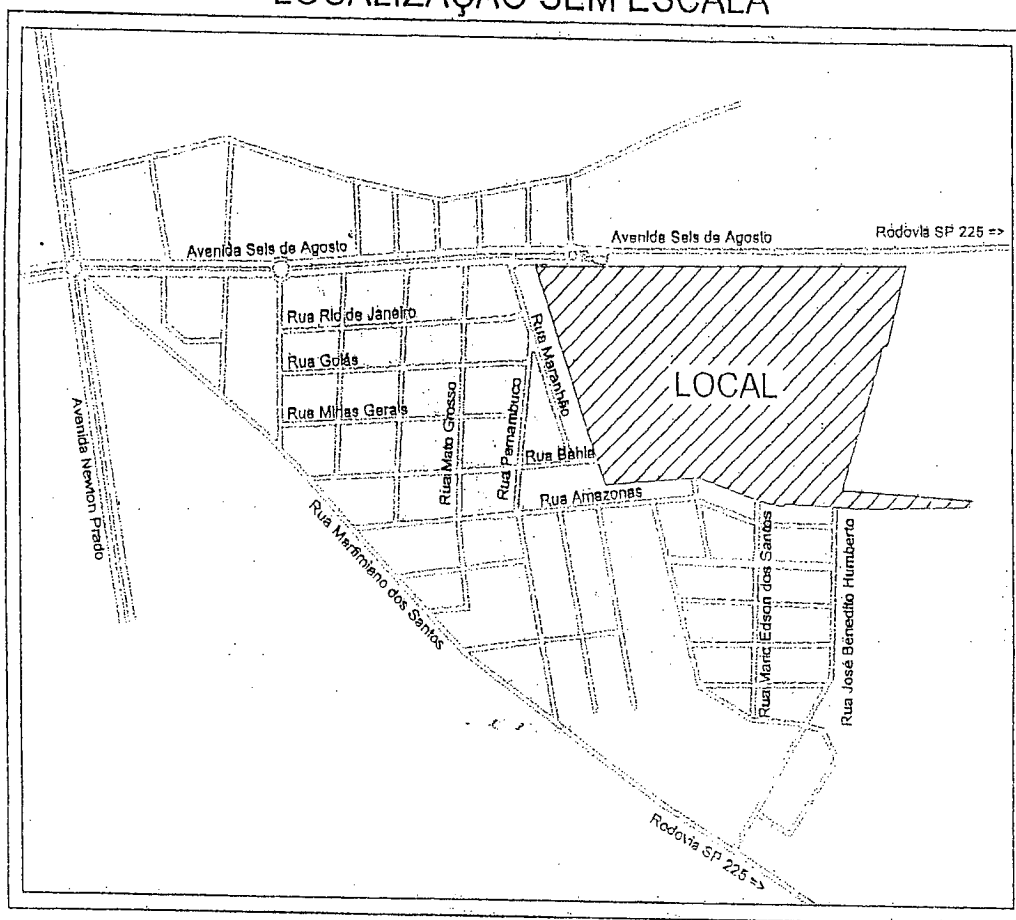 LOCALIZAÇÃO SEM ESCALA
Avenida Seis de Agosto
Avenida Seis de Agosto
Rodovia SP 225 =>
Rua Rio de Janeiro
Rua Maranhão
Rua Goiás
LOCAL
Rua Minas Gerais
Rua Mato Grosso
Rua Pernambuco
Avenida Newton Prado
Rua Bahia
Rua Amazonas
Rua Martimiano dos Santos
Rua Mario Edson dos Santos
Rua José Benedito Humberto
Rodovia SP 225 =>